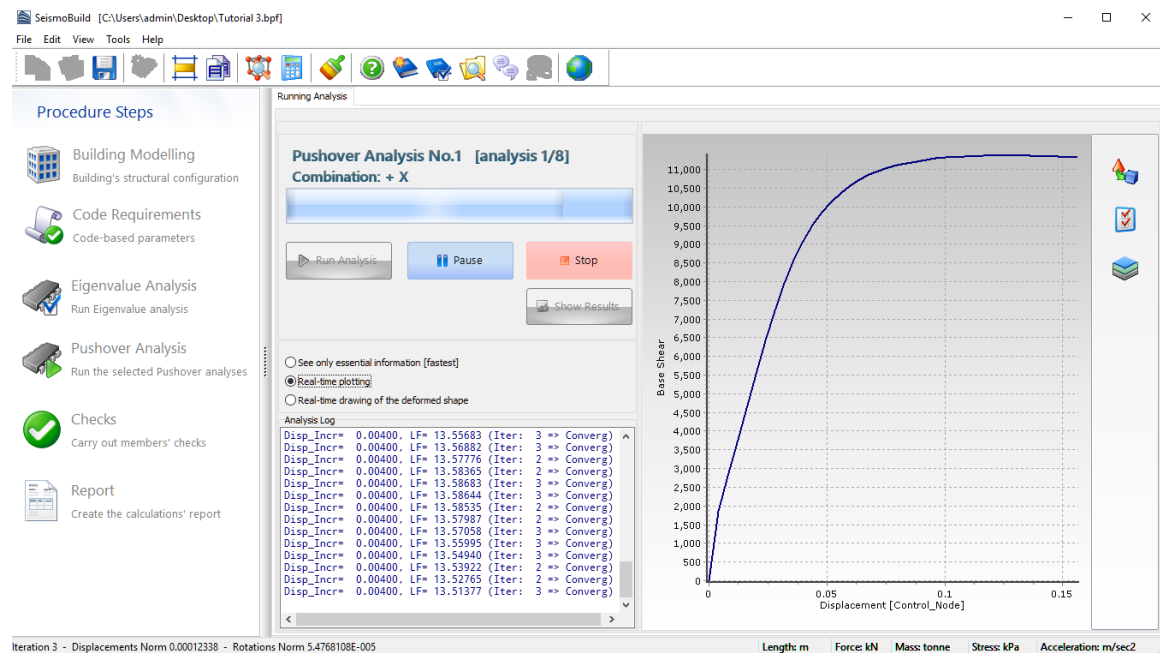 SeismoBuild [C:\Users\admin\Desktop\Tutorial 3.bpf]
File Edit View Tools Help
Procedure Steps
Building Modelling
Building's structural configuration
Code Requirements
Code-based parameters
Eigenvalue Analysis
Run Eigenvalue analysis
Pushover Analysis
Run the selected Pushover analyses
Checks
Carry out members' checks
Report
Create the calculations' report
Running Analysis
Pushover Analysis No.1 [analysis 1/8]
Combination: + X
Run Analysis
Pause
Stop
Show Results
See only essential information [fastest]
Real-time plotting
Real-time drawing of the deformed shape
Analysis Log
Disp_Incr= 0.00400, LF= 13.55683 (Iter: 3 => Converg)
Disp_Incr= 0.00400, LF= 13.56882 (Iter: 3 => Converg)
Disp_Incr= 0.00400, LF= 13.57776 (Iter: 2 => Converg)
Disp_Incr= 0.00400, LF= 13.58365 (Iter: 2 => Converg)
Disp_Incr= 0.00400, LF= 13.58683 (Iter: 3 => Converg)
Disp_Incr= 0.00400, LF= 13.58644 (Iter: 3 => Converg)
Disp_Incr= 0.00400, LF= 13.58535 (Iter: 2 => Converg)
Disp_Incr= 0.00400, LF= 13.57987 (Iter: 2 => Converg)
Disp_Incr= 0.00400, LF= 13.57058 (Iter: 3 => Converg)
Disp_Incr= 0.00400, LF= 13.55995 (Iter: 3 => Converg)
Disp_Incr= 0.00400, LF= 13.54940 (Iter: 3 => Converg)
Disp_Incr= 0.00400, LF= 13.53922 (Iter: 2 => Converg)
Disp_Incr= 0.00400, LF= 13.52765 (Iter: 2 => Converg)
Disp_Incr= 0.00400, LF= 13.51377 (Iter: 3 => Converg)
11,000
10,500
10,000
9,500
9,000
8,500
8,000
7,500
7,000
6,500
6,000
5,500
5,000
4,500
4,000
3,500
3,000
2,500
2,000
1,500
1,000
500
0
Base Shear
0 0.05 0.1 0.15
Displacement [Control_Node]
Iteration 3 - Displacements Norm 0.00012338 - Rotations Norm 5.4768108E-005
Length: m Force: kN Mass: tonne Stress: kPa Acceleration: m/sec2